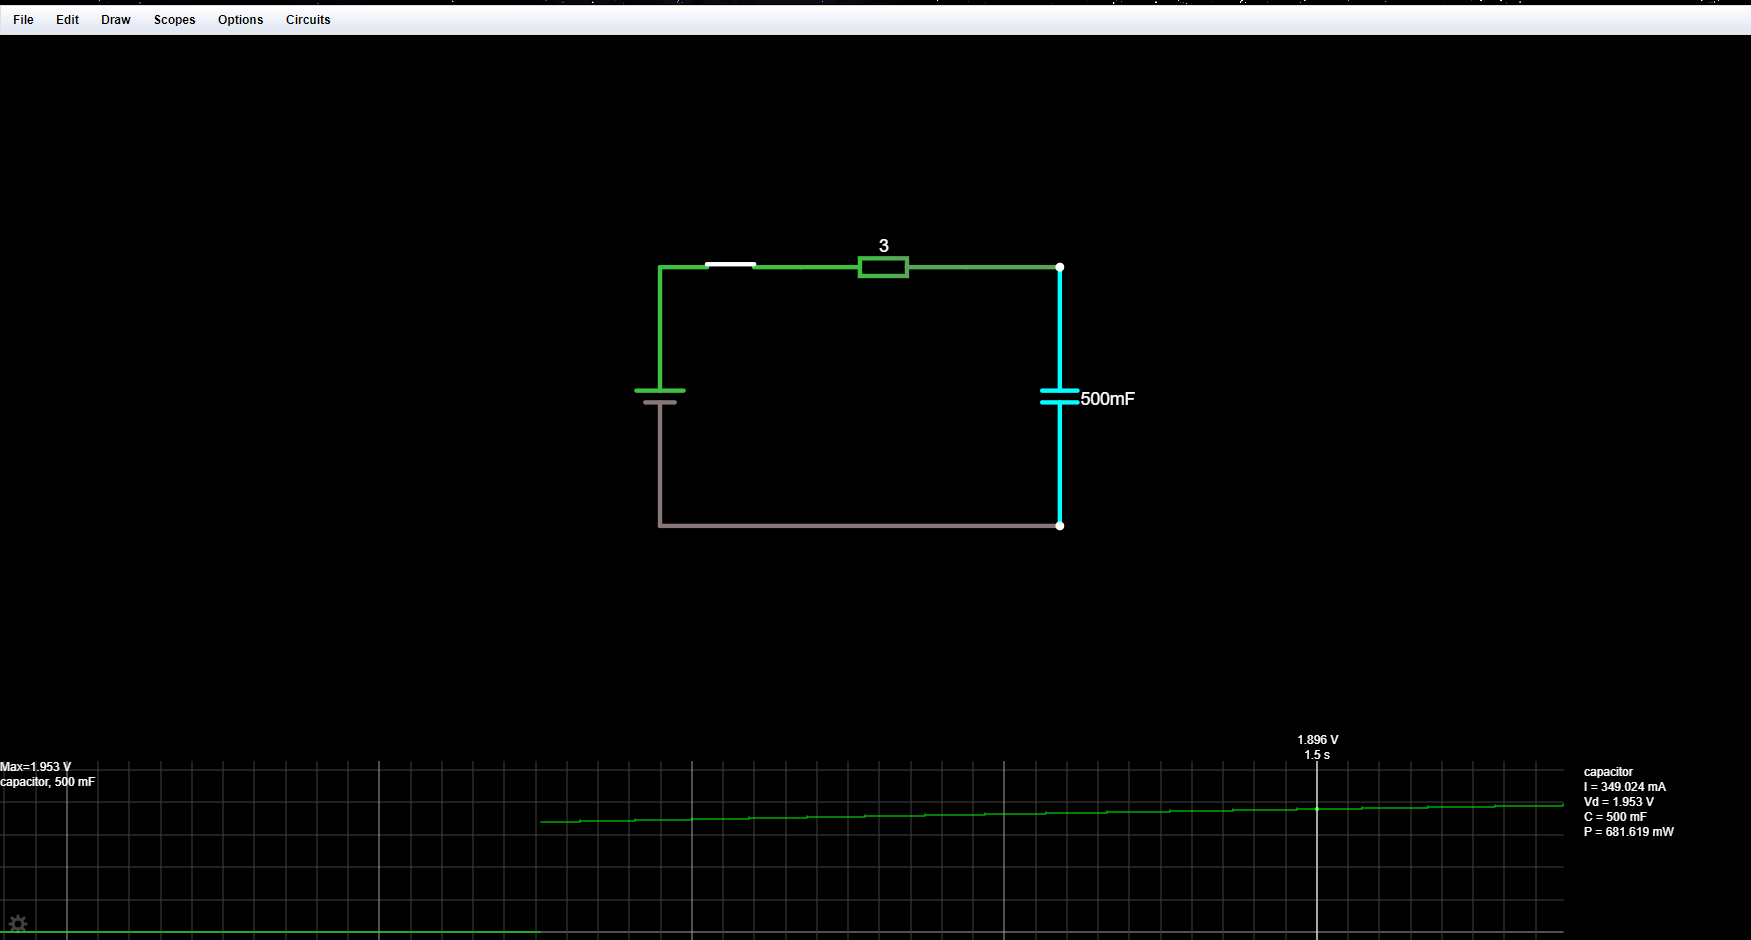 File Edit Draw Scopes Options Circuits
3
500mF
1.896 V
1.5 s
Max=1.953 V
capacitor, 500 mF
capacitor
I = 349.024 mA
Vd = 1.953 V
C = 500 mF
P = 681.619 mW